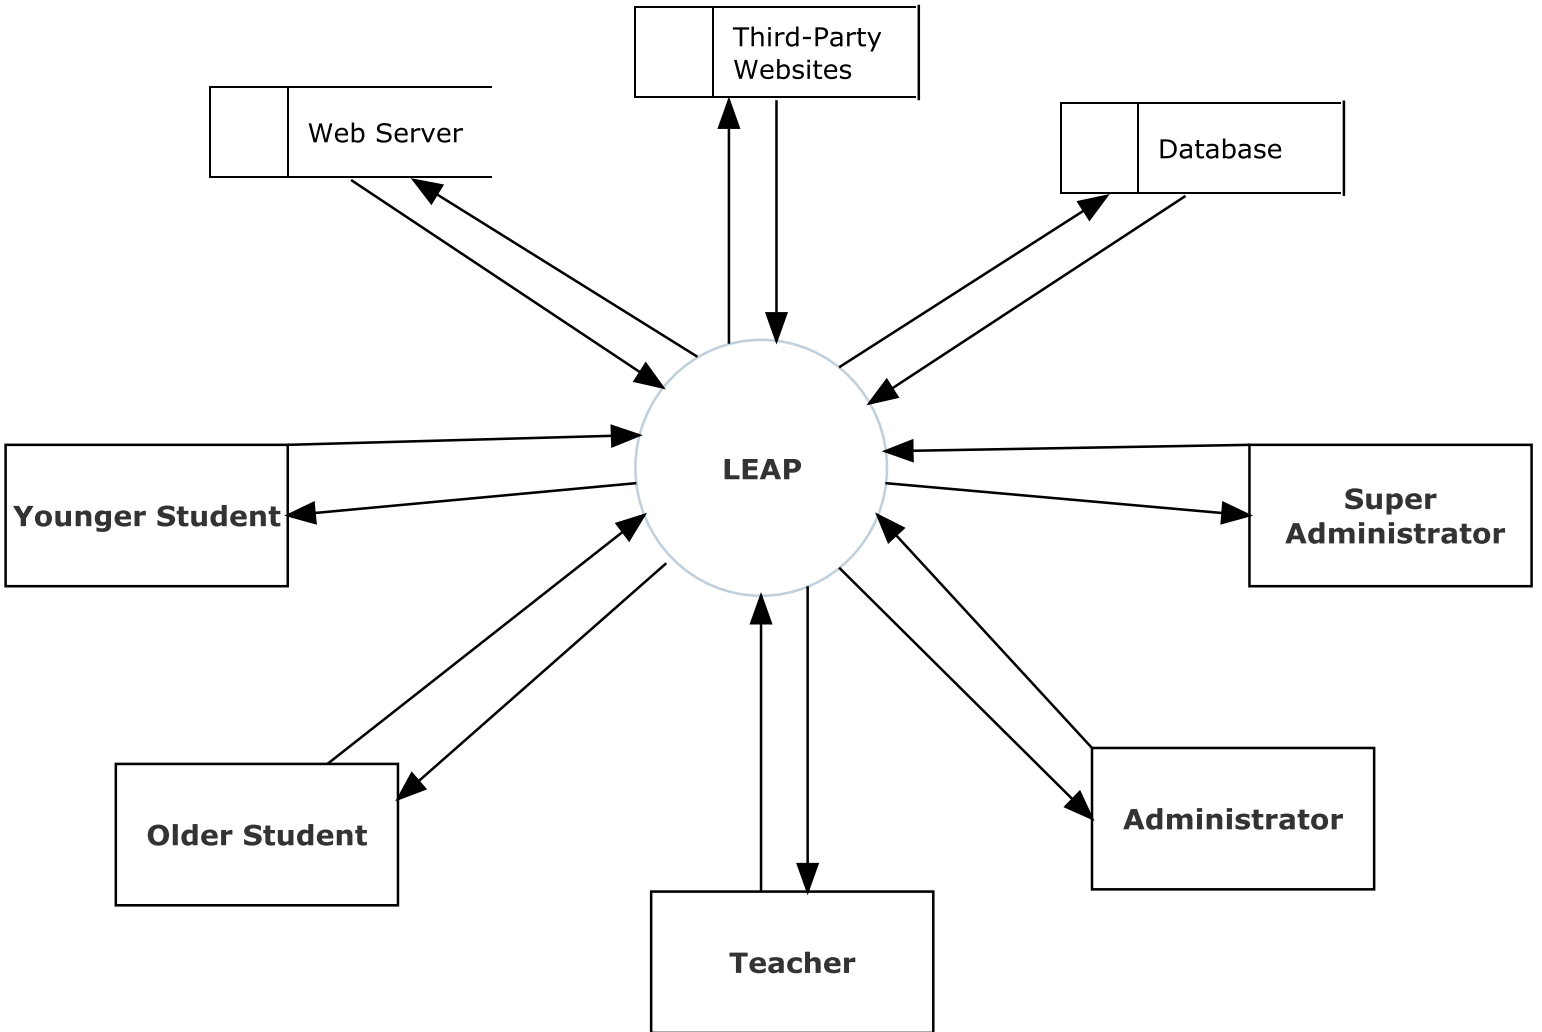 Third-Party
Websites
Web Server
Database
LEAP
Younger Student
Super
Administrator
Older Student
Administrator
Teacher